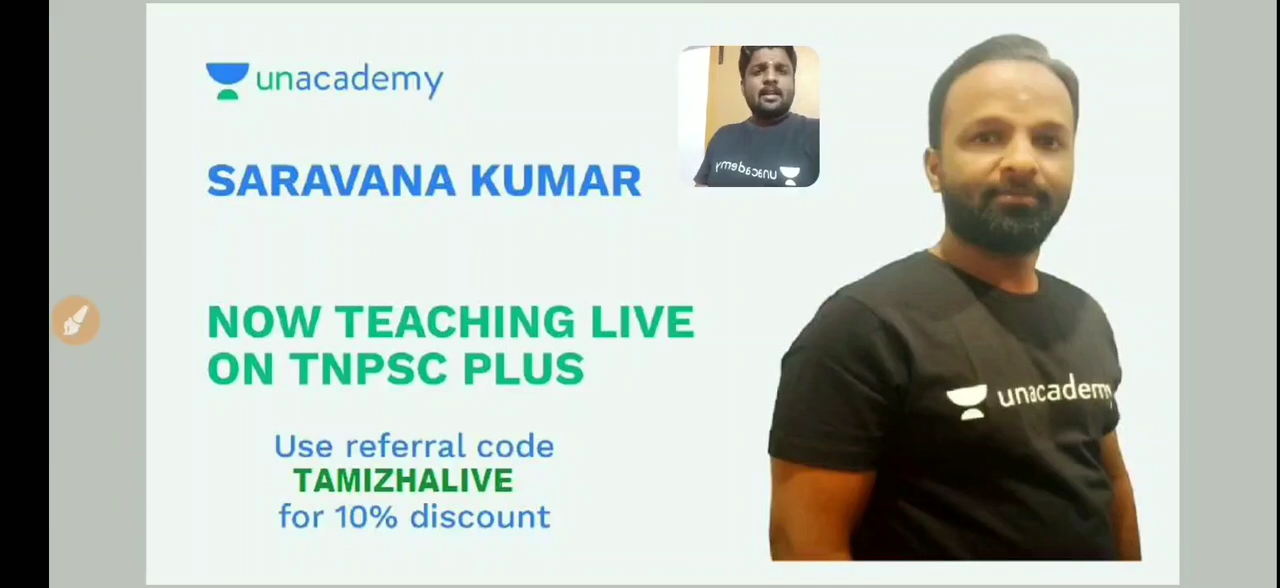 unacademy
SARAVANA KUMAR
unacademy
NOW TEACHING LIVE
ON TNPSC PLUS
unacademy
Use referral code
TAMIZHALIVE
for 10% discount